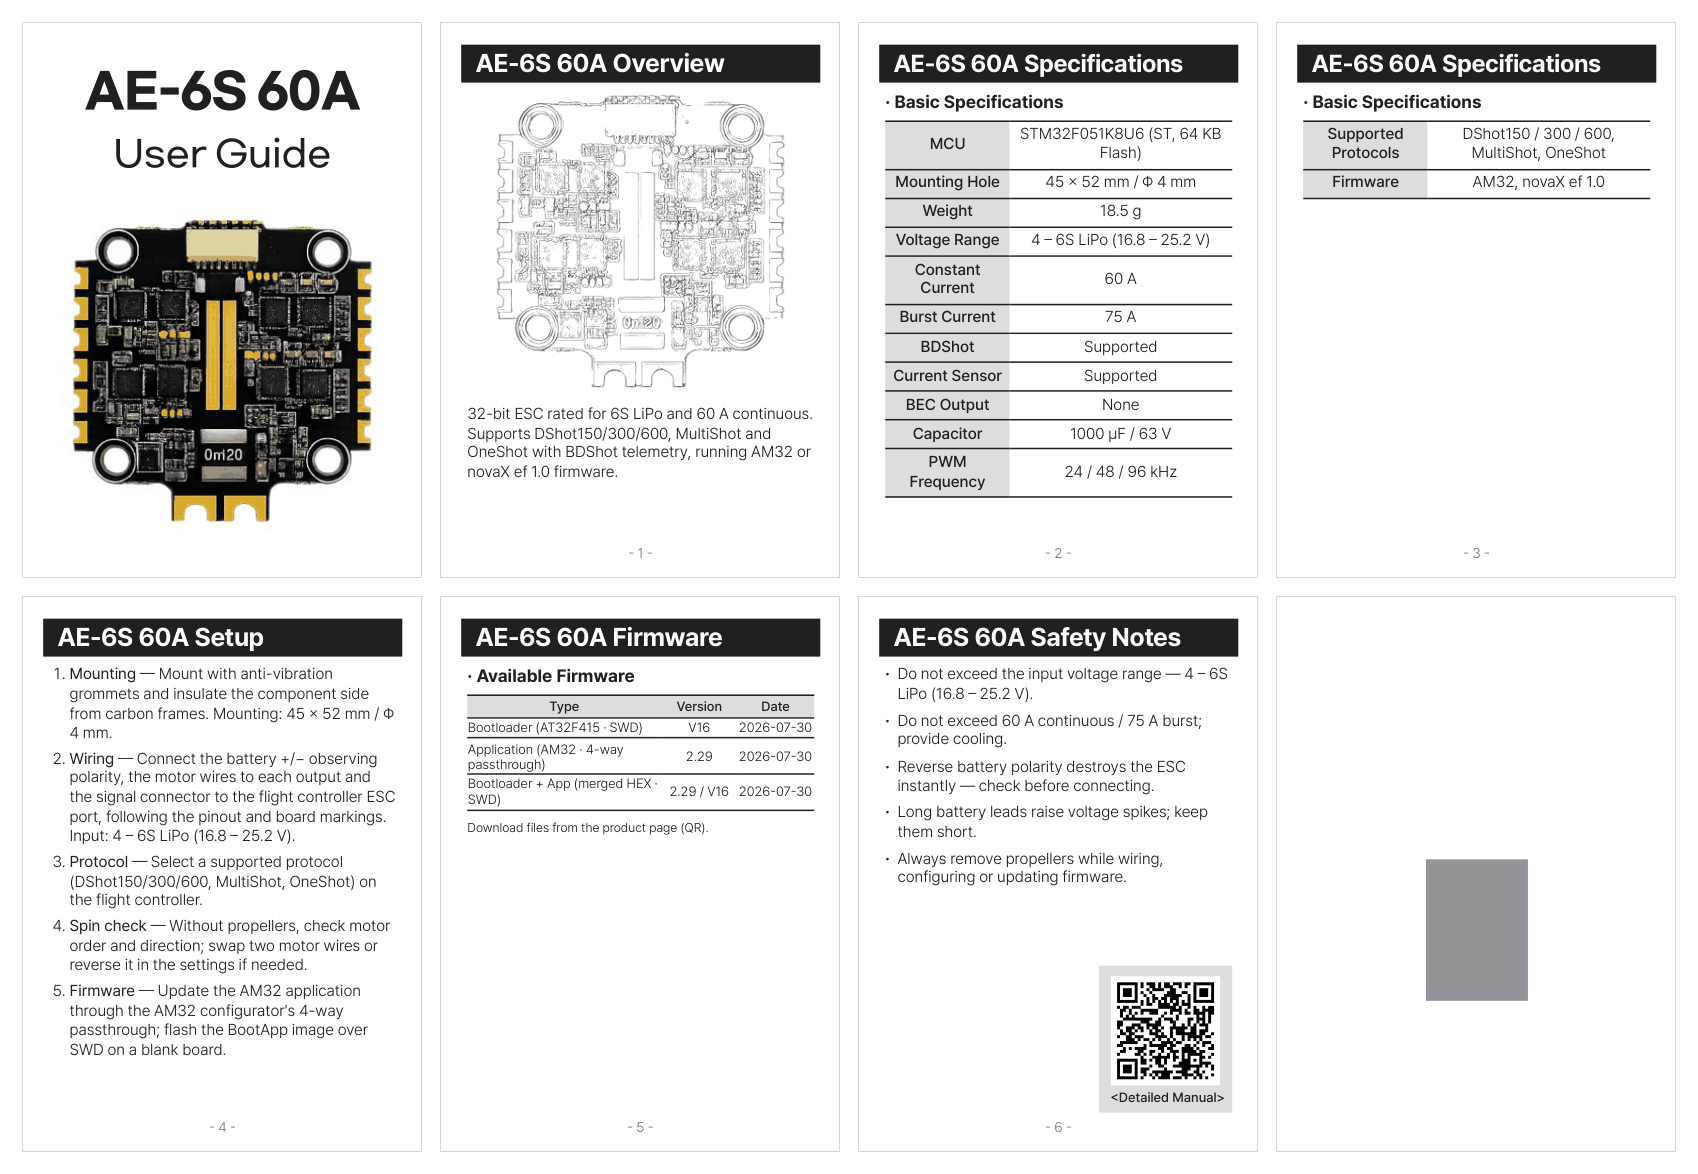 AE-6S 60A
User Guide
0m20
AE-6S 60A Overview
0m20
32-bit ESC rated for 6S LiPo and 60 A continuous.
Supports DShot150/300/600, MultiShot and
OneShot with BDShot telemetry, running AM32 or
novaX ef 1.0 firmware.
- 1 -
AE-6S 60A Specifications
· Basic Specifications
MCU STM32F051K8U6 (ST, 64 KB
Flash)
Mounting Hole 45 × 52 mm / Φ 4 mm
Weight 18.5 g
Voltage Range 4 – 6S LiPo (16.8 – 25.2 V)
Constant
Current 60 A
Burst Current 75 A
BDShot Supported
Current Sensor Supported
BEC Output None
Capacitor 1000 µF / 63 V
PWM
Frequency 24 / 48 / 96 kHz
- 2 -
AE-6S 60A Specifications
· Basic Specifications
Supported DShot150 / 300 / 600,
Protocols MultiShot, OneShot
Firmware AM32, novaX ef 1.0
- 3 -
AE-6S 60A Setup
1. Mounting — Mount with anti-vibration
grommets and insulate the component side
from carbon frames. Mounting: 45 × 52 mm / Φ
4 mm.
2. Wiring — Connect the battery +/− observing
polarity, the motor wires to each output and
the signal connector to the flight controller ESC
port, following the pinout and board markings.
Input: 4 – 6S LiPo (16.8 – 25.2 V).
3. Protocol — Select a supported protocol
(DShot150/300/600, MultiShot, OneShot) on
the flight controller.
4. Spin check — Without propellers, check motor
order and direction; swap two motor wires or
reverse it in the settings if needed.
5. Firmware — Update the AM32 application
through the AM32 configurator's 4-way
passthrough; flash the BootApp image over
SWD on a blank board.
- 4 -
AE-6S 60A Firmware
· Available Firmware
Type Version Date
Bootloader (AT32F415 · SWD) V16 2026-07-30
Application (AM32 · 4-way
passthrough) 2.29 2026-07-30
Bootloader + App (merged HEX ·
SWD) 2.29 / V16 2026-07-30
Download files from the product page (QR).
- 5 -
AE-6S 60A Safety Notes
· Do not exceed the input voltage range — 4 – 6S
LiPo (16.8 – 25.2 V).
· Do not exceed 60 A continuous / 75 A burst;
provide cooling.
· Reverse battery polarity destroys the ESC
instantly — check before connecting.
· Long battery leads raise voltage spikes; keep
them short.
· Always remove propellers while wiring,
configuring or updating firmware.
<Detailed Manual>
- 6 -